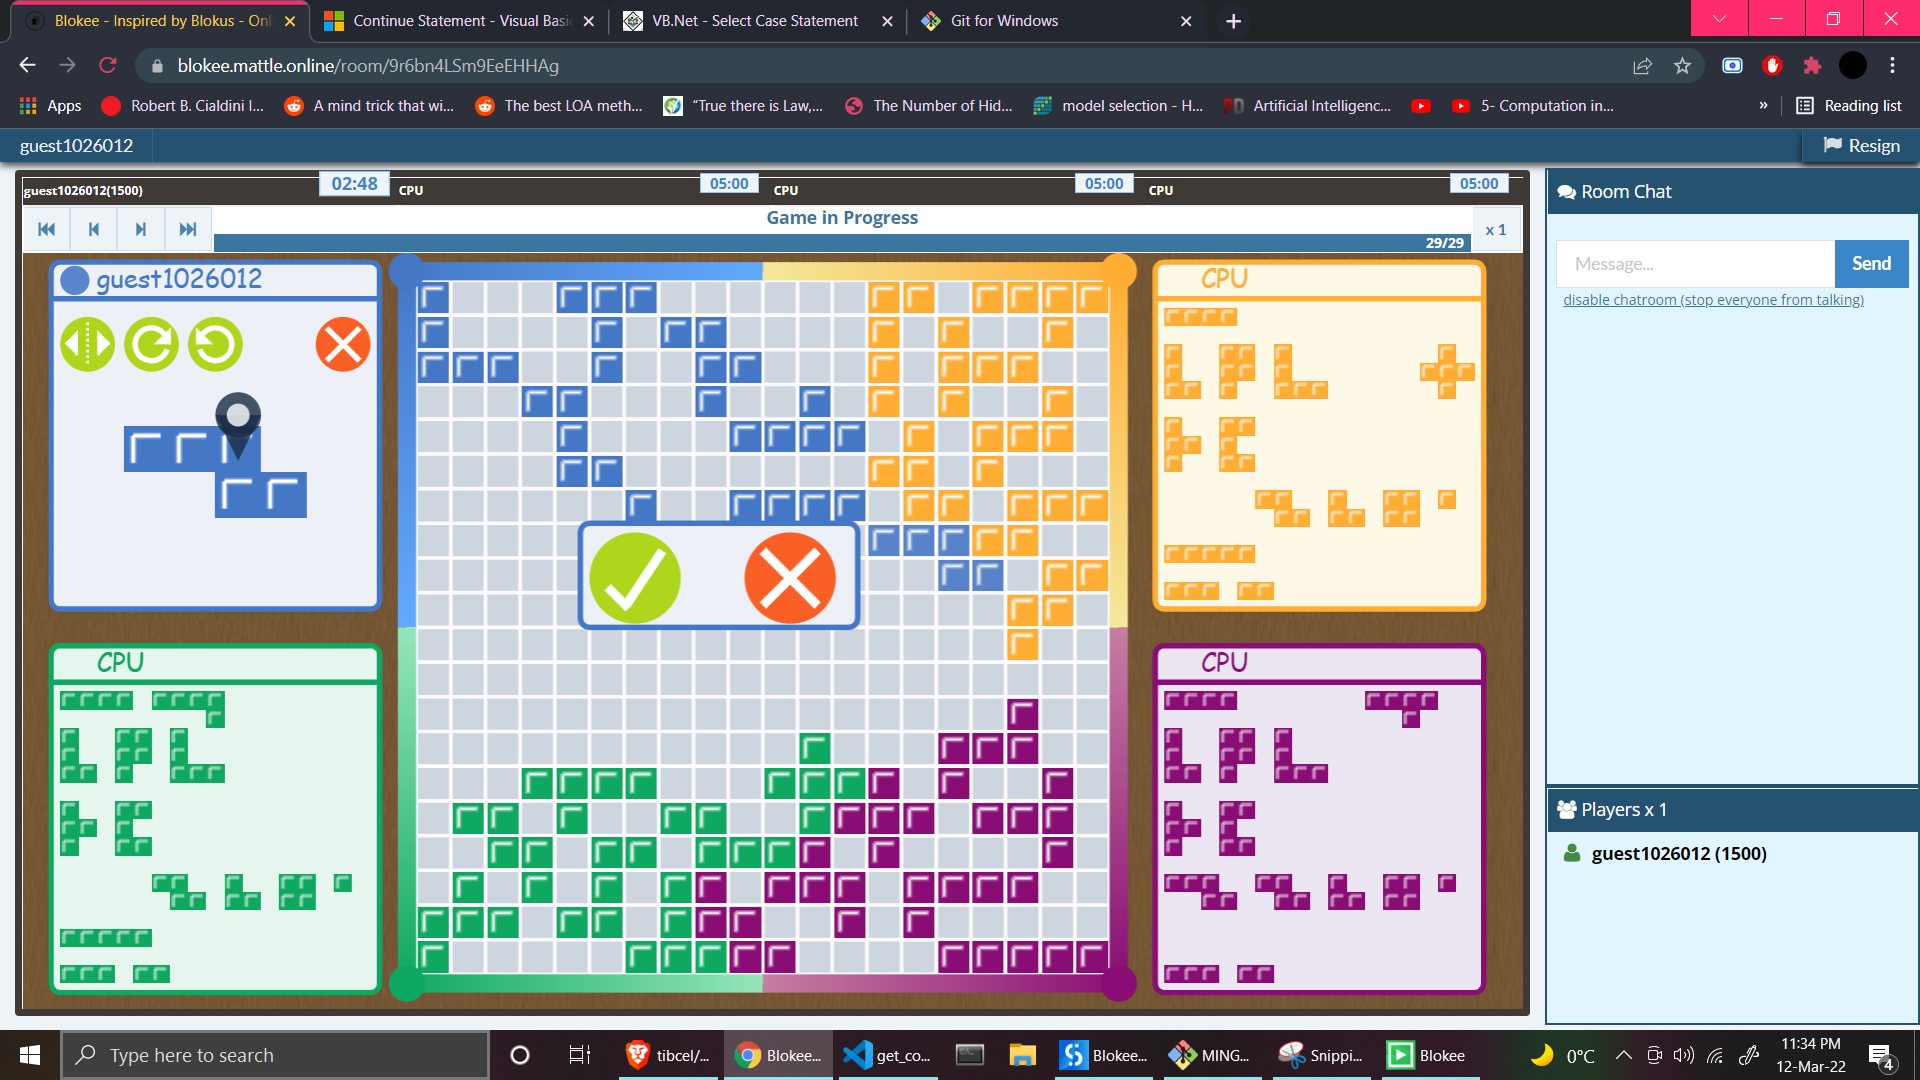 Blokee - Inspired by Blokus - Onl
Continue Statement - Visual Basi
VB.Net - Select Case Statement
Git for Windows
blokee.mattle.online/room/9r6bn4LSm9EeEHHAg
Apps
Robert B. Cialdini I...
A mind trick that wi...
The best LOA meth...
“True there is Law,...
The Number of Hid...
model selection - H...
Artificial Intelligenc...
5- Computation in...
»
Reading list
guest1026012
Resign
guest1026012(1500)
02:48
CPU
05:00
CPU
05:00
CPU
05:00
Room Chat
Game in Progress
29/29
x 1
Message...
Send
disable chatroom (stop everyone from talking)
guest1026012
CPU
CPU
CPU
Players x 1
guest1026012 (1500)
Type here to search
tibcel/...
Blokee...
get_co...
Blokee...
MING...
Snippi...
Blokee
0°C
11:34 PM
12-Mar-22
4